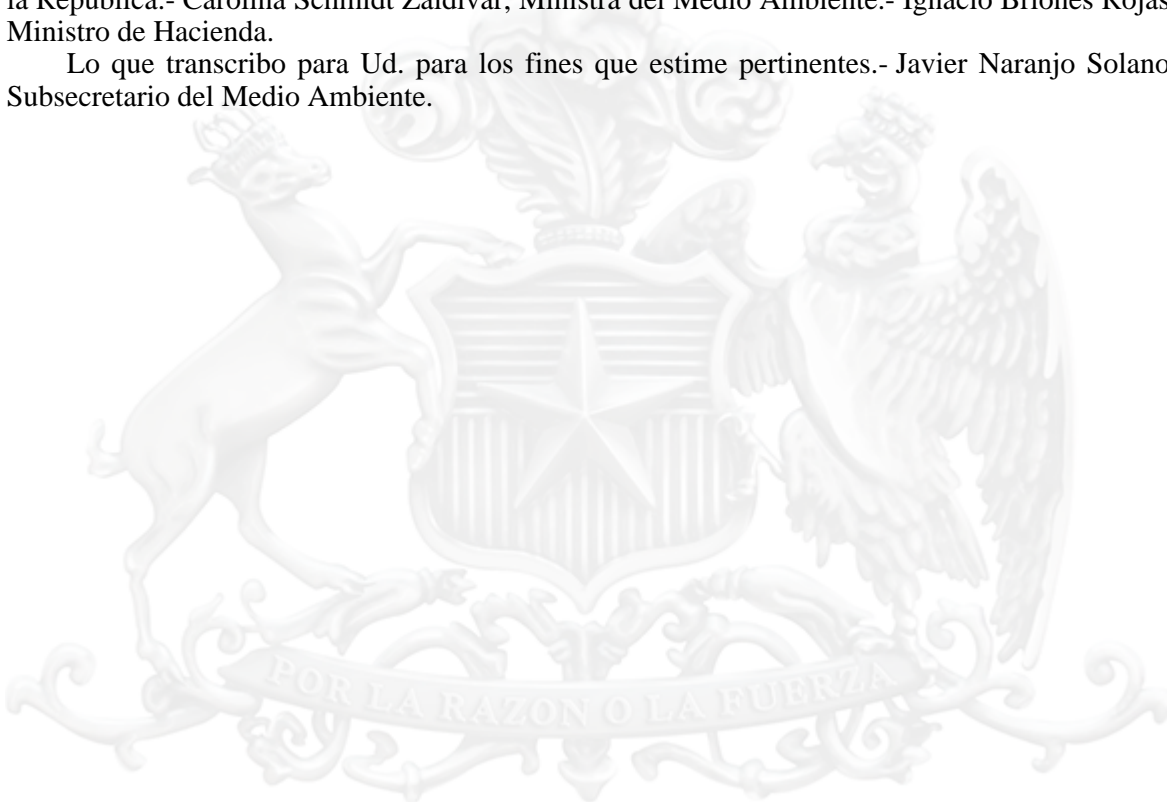 la República.- Carolina Schmidt Zaldívar, Ministra del Medio Ambiente.- Ignacio Briones Rojas
Ministro de Hacienda.
Lo que transcribo para Ud. para los fines que estime pertinentes.- Javier Naranjo Solano
Subsecretario del Medio Ambiente.
POR LA RAZON O LA FUERZA